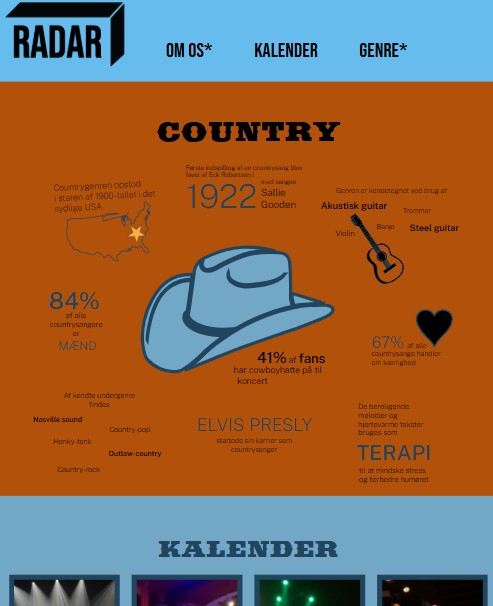 RADAR
OM OS*
KALENDER
GENRE*
COUNTRY
Countrygenren opstod
i starten af 1900-tallet i det
sydlige USA
Første indspilning af en countrysang blev
lavet af Eck Robertsen i
1922
med sangen
Sallie
Gooden
Genren er kendetegnet ved brug af
Akustisk guitar
Trommer
Violin
Banjo
Steel guitar
84%
af alle
countrysangere
er
MÆND
41% af fans
har cowboyhatte på til
koncert
67% af alle
countrysange handler
om kærlighed
Af kendte undergenre
findes
Nasville sound
Country-pop
Honky-tonk
Outlaw-country
Country-rock
ELVIS PRESLY
startede sin karrier som
countrysanger
De beroligende
melodier og
hjertevarme tekster
bruges som
TERAPI
til at mindske stress
og forbedre humøret
KALENDER